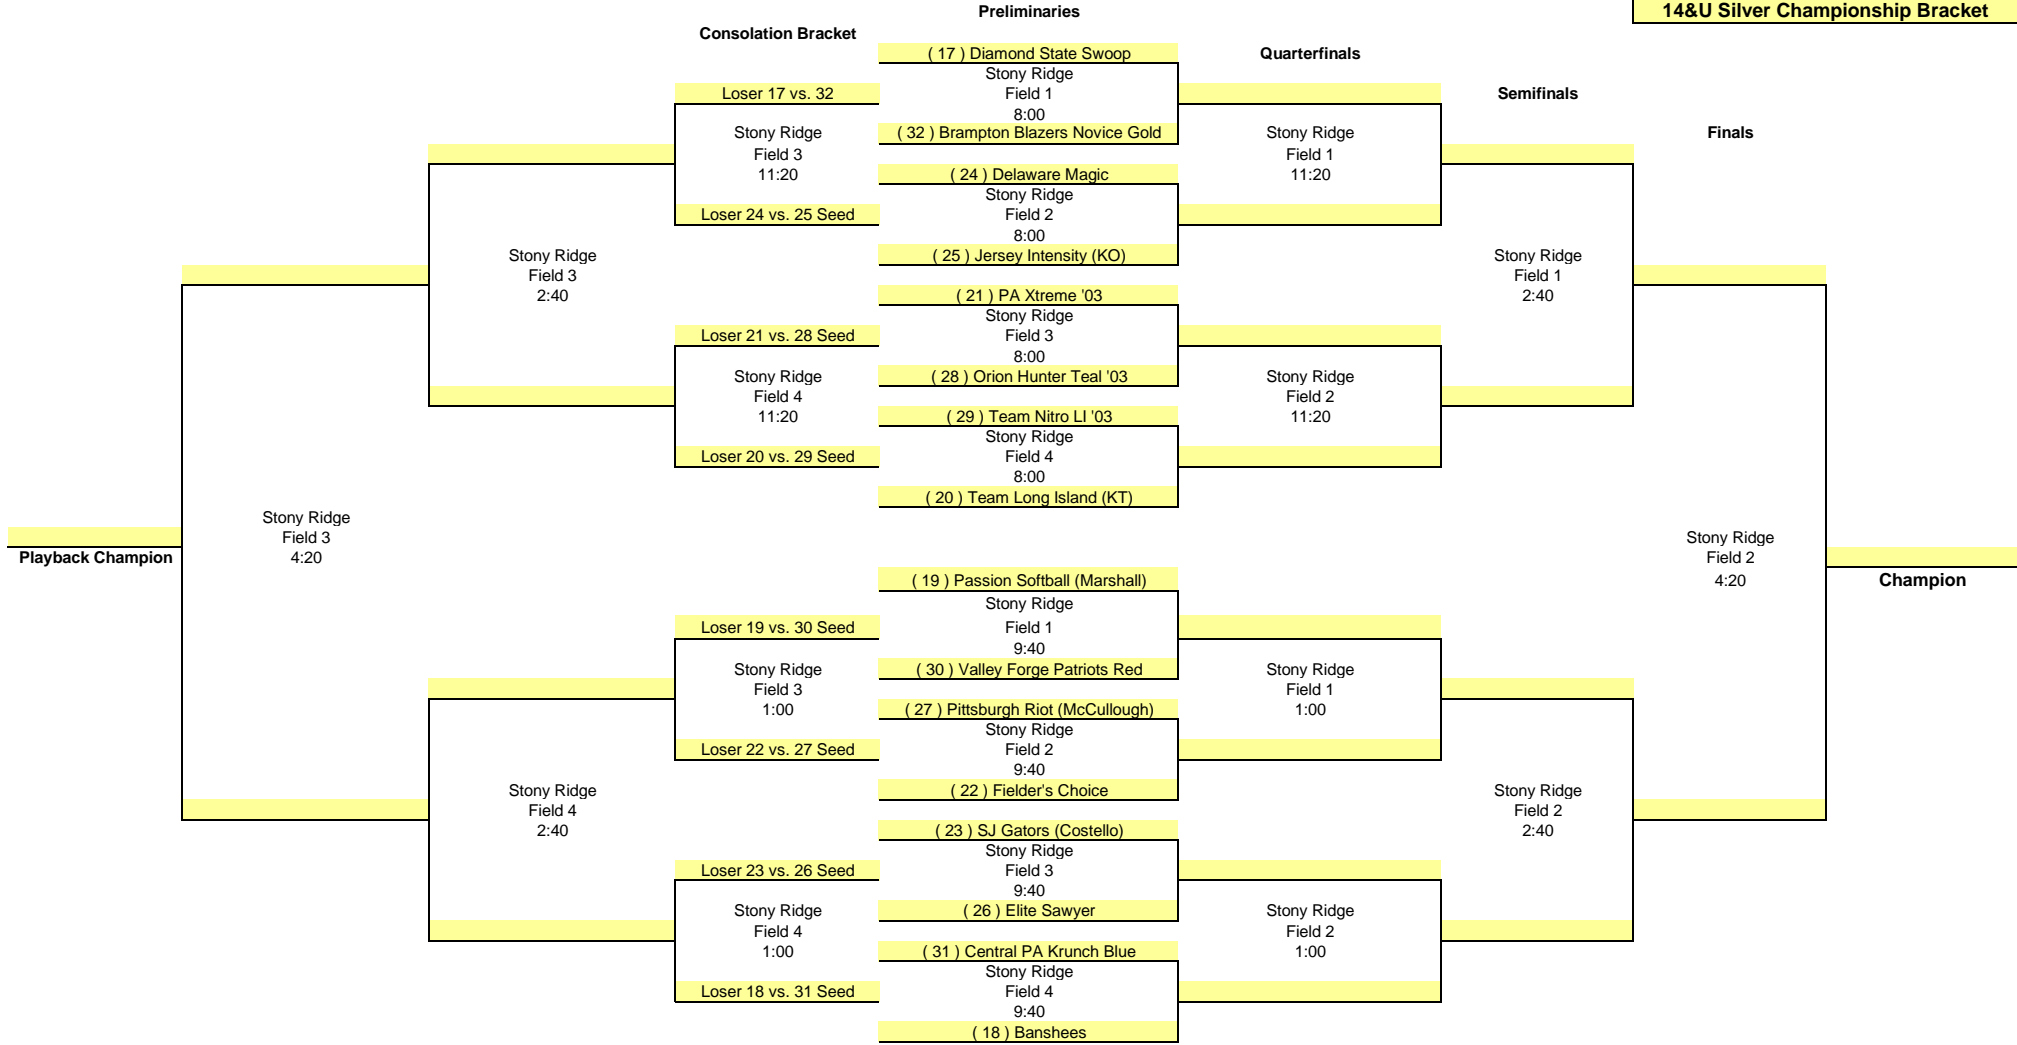 Preliminaries
14&U Silver Championship Bracket
Consolation Bracket
( 17 ) Diamond State Swoop
Quarterfinals
Stony Ridge
Loser 17 vs. 32
Field 1
Semifinals
8:00
Stony Ridge
( 32 ) Brampton Blazers Novice Gold
Stony Ridge
Finals
Field 3
Field 1
11:20
( 24 ) Delaware Magic
11:20
Stony Ridge
Loser 24 vs. 25 Seed
Field 2
8:00
Stony Ridge
( 25 ) Jersey Intensity (KO)
Stony Ridge
Field 3
Field 1
2:40
( 21 ) PA Xtreme '03
2:40
Stony Ridge
Loser 21 vs. 28 Seed
Field 3
8:00
Stony Ridge
( 28 ) Orion Hunter Teal '03
Stony Ridge
Field 4
Field 2
11:20
( 29 ) Team Nitro LI '03
11:20
Stony Ridge
Loser 20 vs. 29 Seed
Field 4
8:00
( 20 ) Team Long Island (KT)
Stony Ridge
Field 3
Stony Ridge
Playback Champion
4:20
Field 2
( 19 ) Passion Softball (Marshall)
4:20
Champion
Stony Ridge
Loser 19 vs. 30 Seed
Field 1
9:40
Stony Ridge
( 30 ) Valley Forge Patriots Red
Stony Ridge
Field 3
Field 1
1:00
( 27 ) Pittsburgh Riot (McCullough)
1:00
Stony Ridge
Loser 22 vs. 27 Seed
Field 2
9:40
Stony Ridge
( 22 ) Fielder's Choice
Stony Ridge
Field 4
Field 2
2:40
( 23 ) SJ Gators (Costello)
2:40
Stony Ridge
Loser 23 vs. 26 Seed
Field 3
9:40
Stony Ridge
( 26 ) Elite Sawyer
Stony Ridge
Field 4
Field 2
1:00
( 31 ) Central PA Krunch Blue
1:00
Stony Ridge
Loser 18 vs. 31 Seed
Field 4
9:40
( 18 ) Banshees